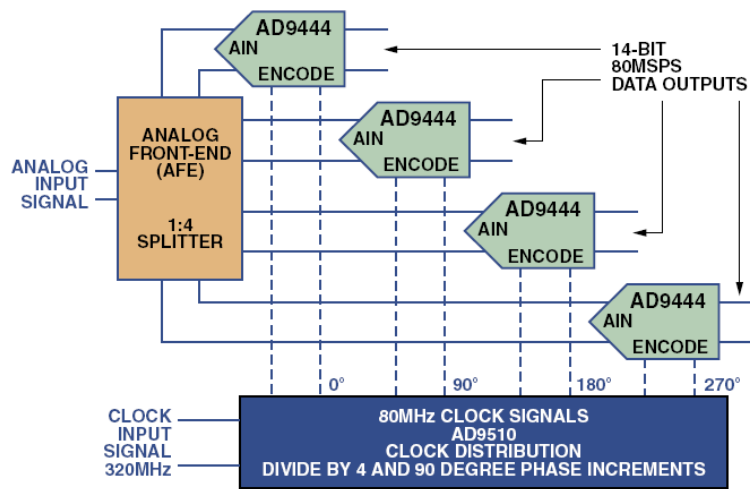 AD9444
AIN
ENCODE
14-BIT
80MSPS
DATA OUTPUTS
AD9444
AIN
ENCODE
ANALOG
FRONT-END
(AFE)
1:4
SPLITTER
ANALOG
INPUT
SIGNAL
AD9444
AIN
ENCODE
AD9444
AIN
ENCODE
0°
90°
180°
270°
CLOCK
INPUT
SIGNAL
320MHz
80MHz CLOCK SIGNALS
AD9510
CLOCK DISTRIBUTION
DIVIDE BY 4 AND 90 DEGREE PHASE INCREMENTS